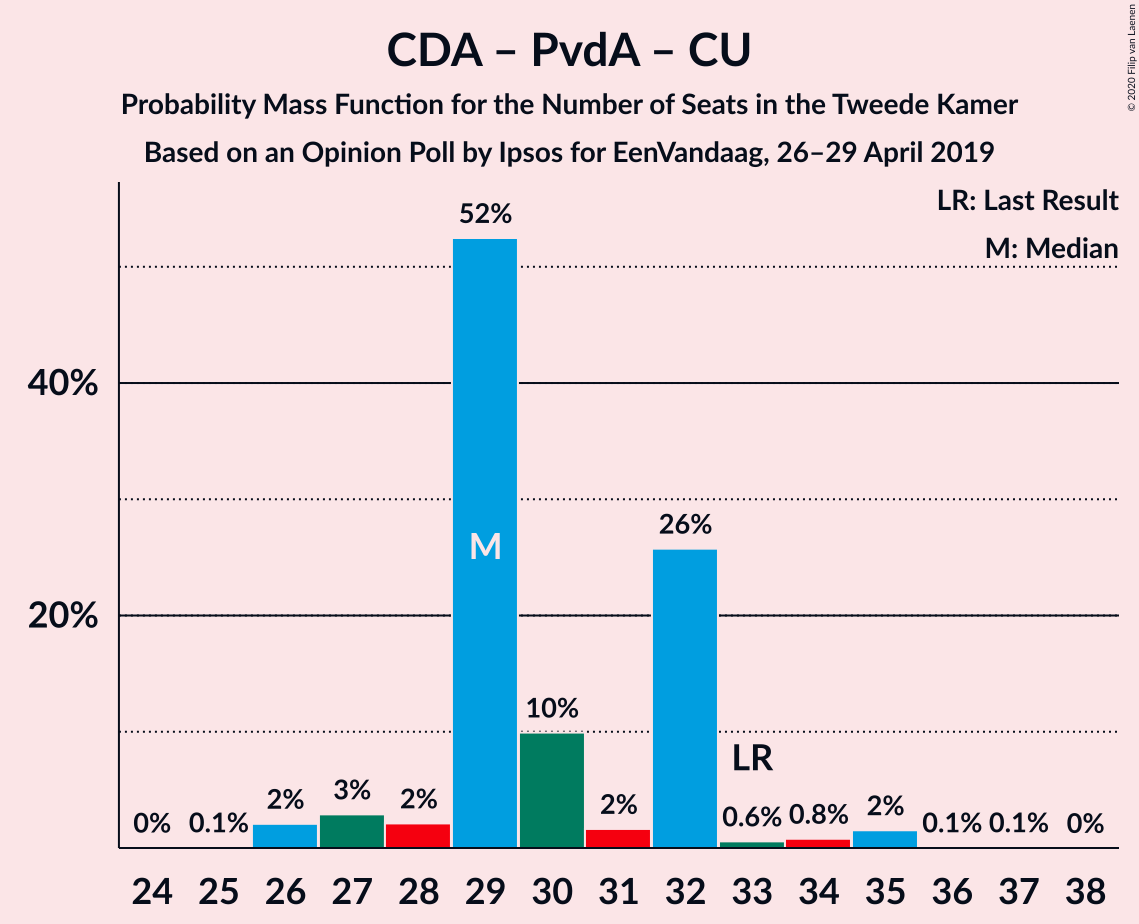 CDA – PvdA – CU
Probability Mass Function for the Number of Seats in the Tweede Kamer
Based on an Opinion Poll by Ipsos for EenVandaag, 26–29 April 2019
© 2020 Filip van Laenen
LR: Last Result
M: Median
52%
40%
26%
M
20%
10%
LR
0% 0.1% 2% 3% 2% 2% 0.6% 0.8% 2% 0.1% 0.1% 0%
24 25 26 27 28 29 30 31 32 33 34 35 36 37 38